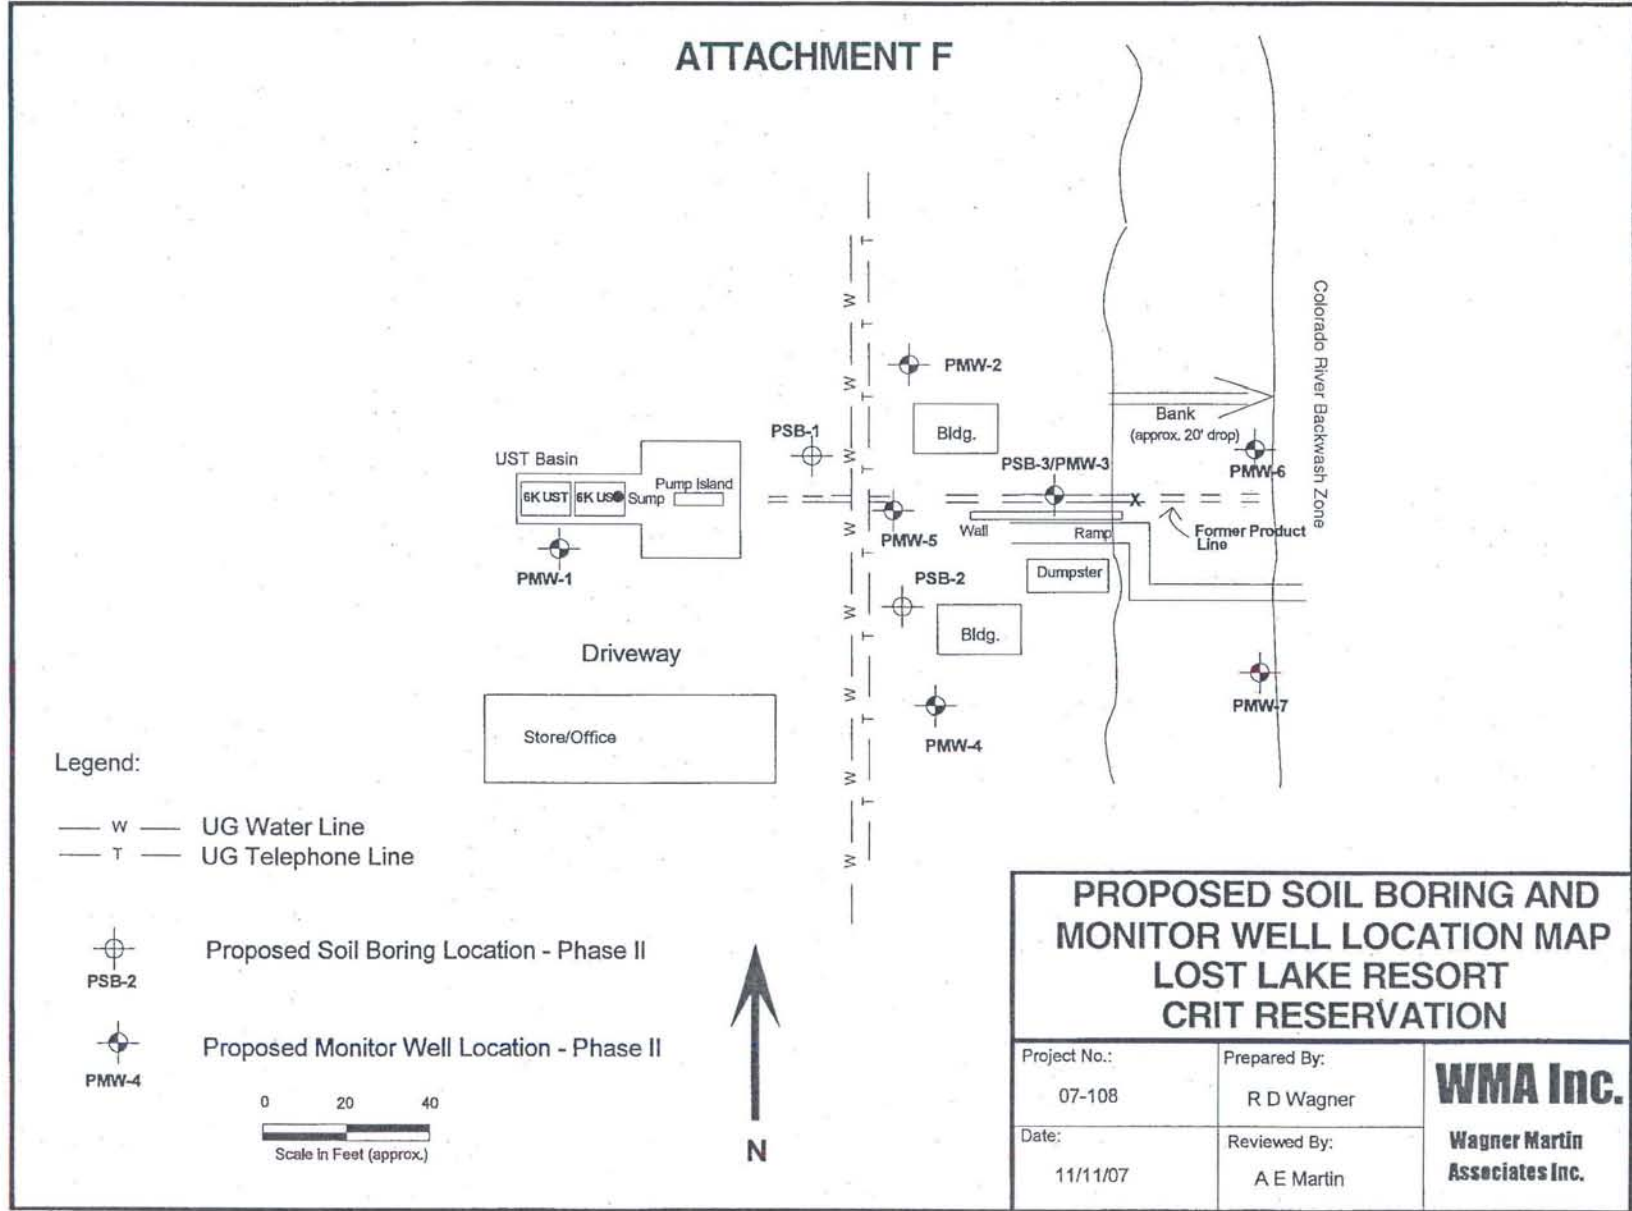 ATTACHMENT F
Colorado River Backwash Zone
W
T
W
T
W
T
W
T
W
T
W
T
W
T
W
T
W
PMW-2
Bank
(approx. 20' drop)
Bldg.
PSB-1
PSB-3/PMW-3
PMW-6
UST Basin
6K UST
6K UST
Sump
Pump Island
X
PMW-5
Wall
Ramp
Former Product
Line
PMW-1
PSB-2
Dumpster
Bldg.
Driveway
PMW-7
PMW-4
Store/Office
Legend:
W UG Water Line
T UG Telephone Line
PSB-2
Proposed Soil Boring Location - Phase II
PMW-4
Proposed Monitor Well Location - Phase II
0 20 40
Scale in Feet (approx.)
N
PROPOSED SOIL BORING AND
MONITOR WELL LOCATION MAP
LOST LAKE RESORT
CRIT RESERVATION
Project No.:
07-108
Prepared By:
R D Wagner
Date:
11/11/07
Reviewed By:
A E Martin
WMA Inc.
Wagner Martin
Associates Inc.